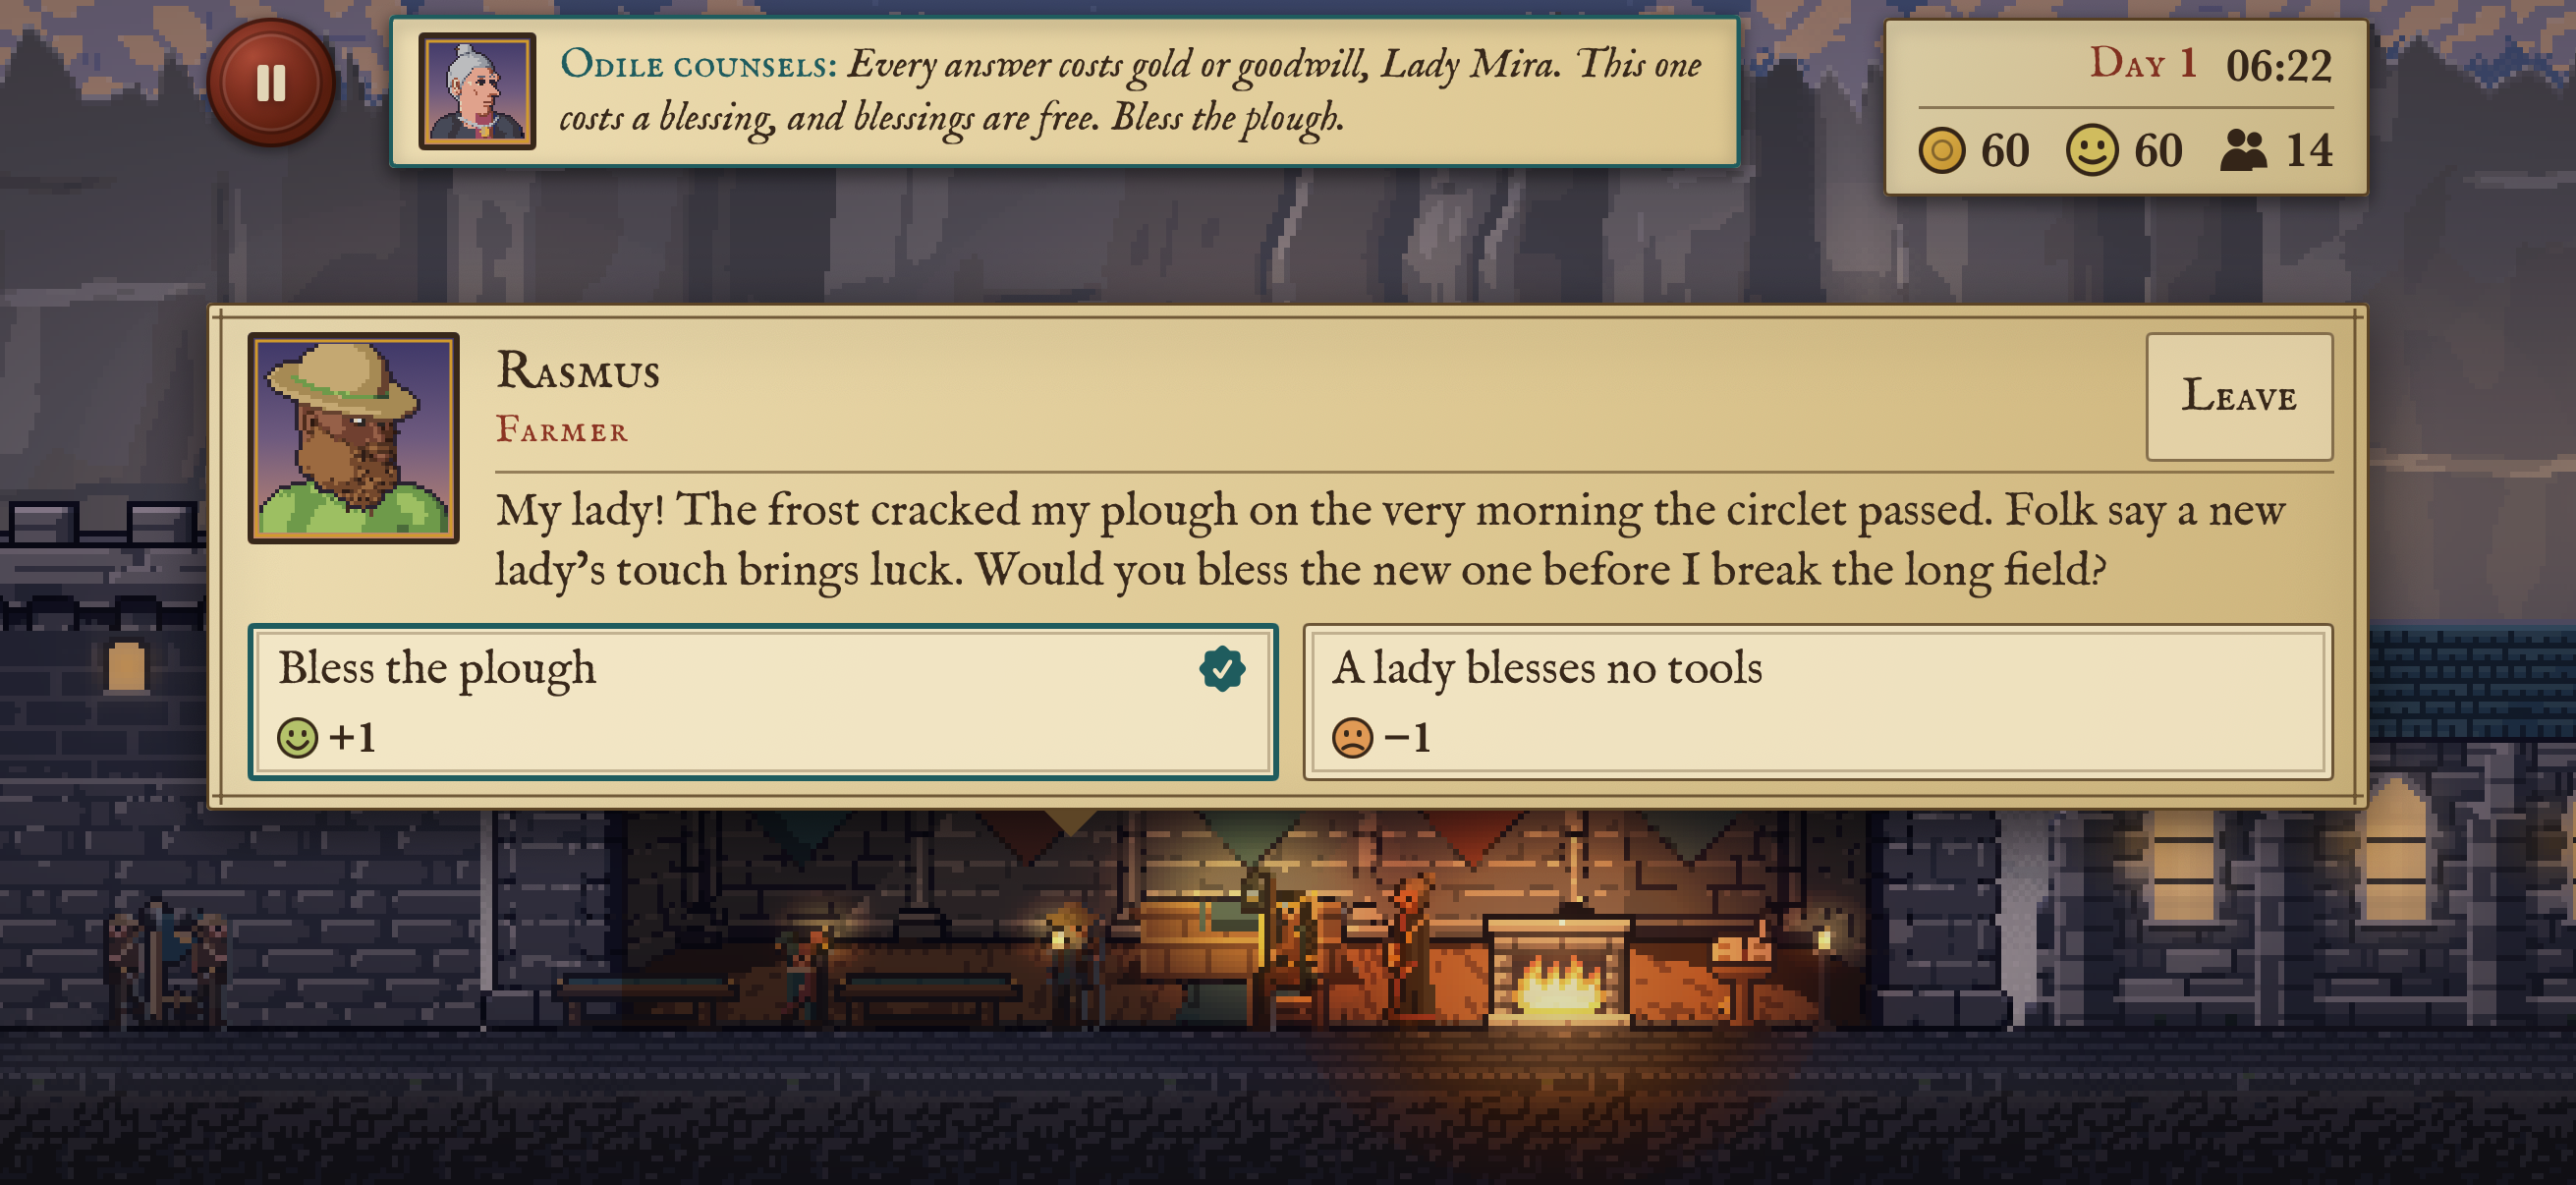 Odile counsels: Every answer costs gold or goodwill, Lady Mira. This one
costs a blessing, and blessings are free. Bless the plough.
Day 1 06:22
60 60 14
Rasmus
Farmer
Leave
My lady! The frost cracked my plough on the very morning the circlet passed. Folk say a new
lady's touch brings luck. Would you bless the new one before I break the long field?
Bless the plough
+1
A lady blesses no tools
−1